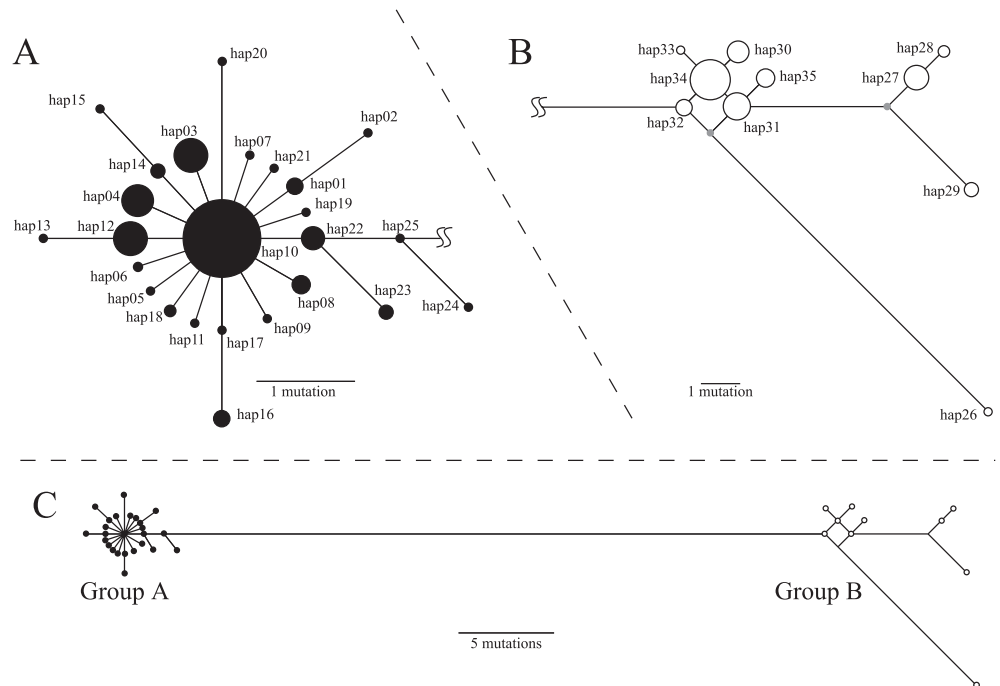 A
hap20
hap15
hap02
hap03
hap07
hap21
hap14
hap01
hap04
hap19
hap13
hap12
hap22
hap25
hap10
hap06
hap05
hap08
hap23
hap24
hap18
hap11
hap17
hap09
1 mutation
hap16
B
hap33
hap30
hap28
hap34
hap35
hap27
hap32
hap31
hap29
1 mutation
hap26
C
Group A
Group B
5 mutations